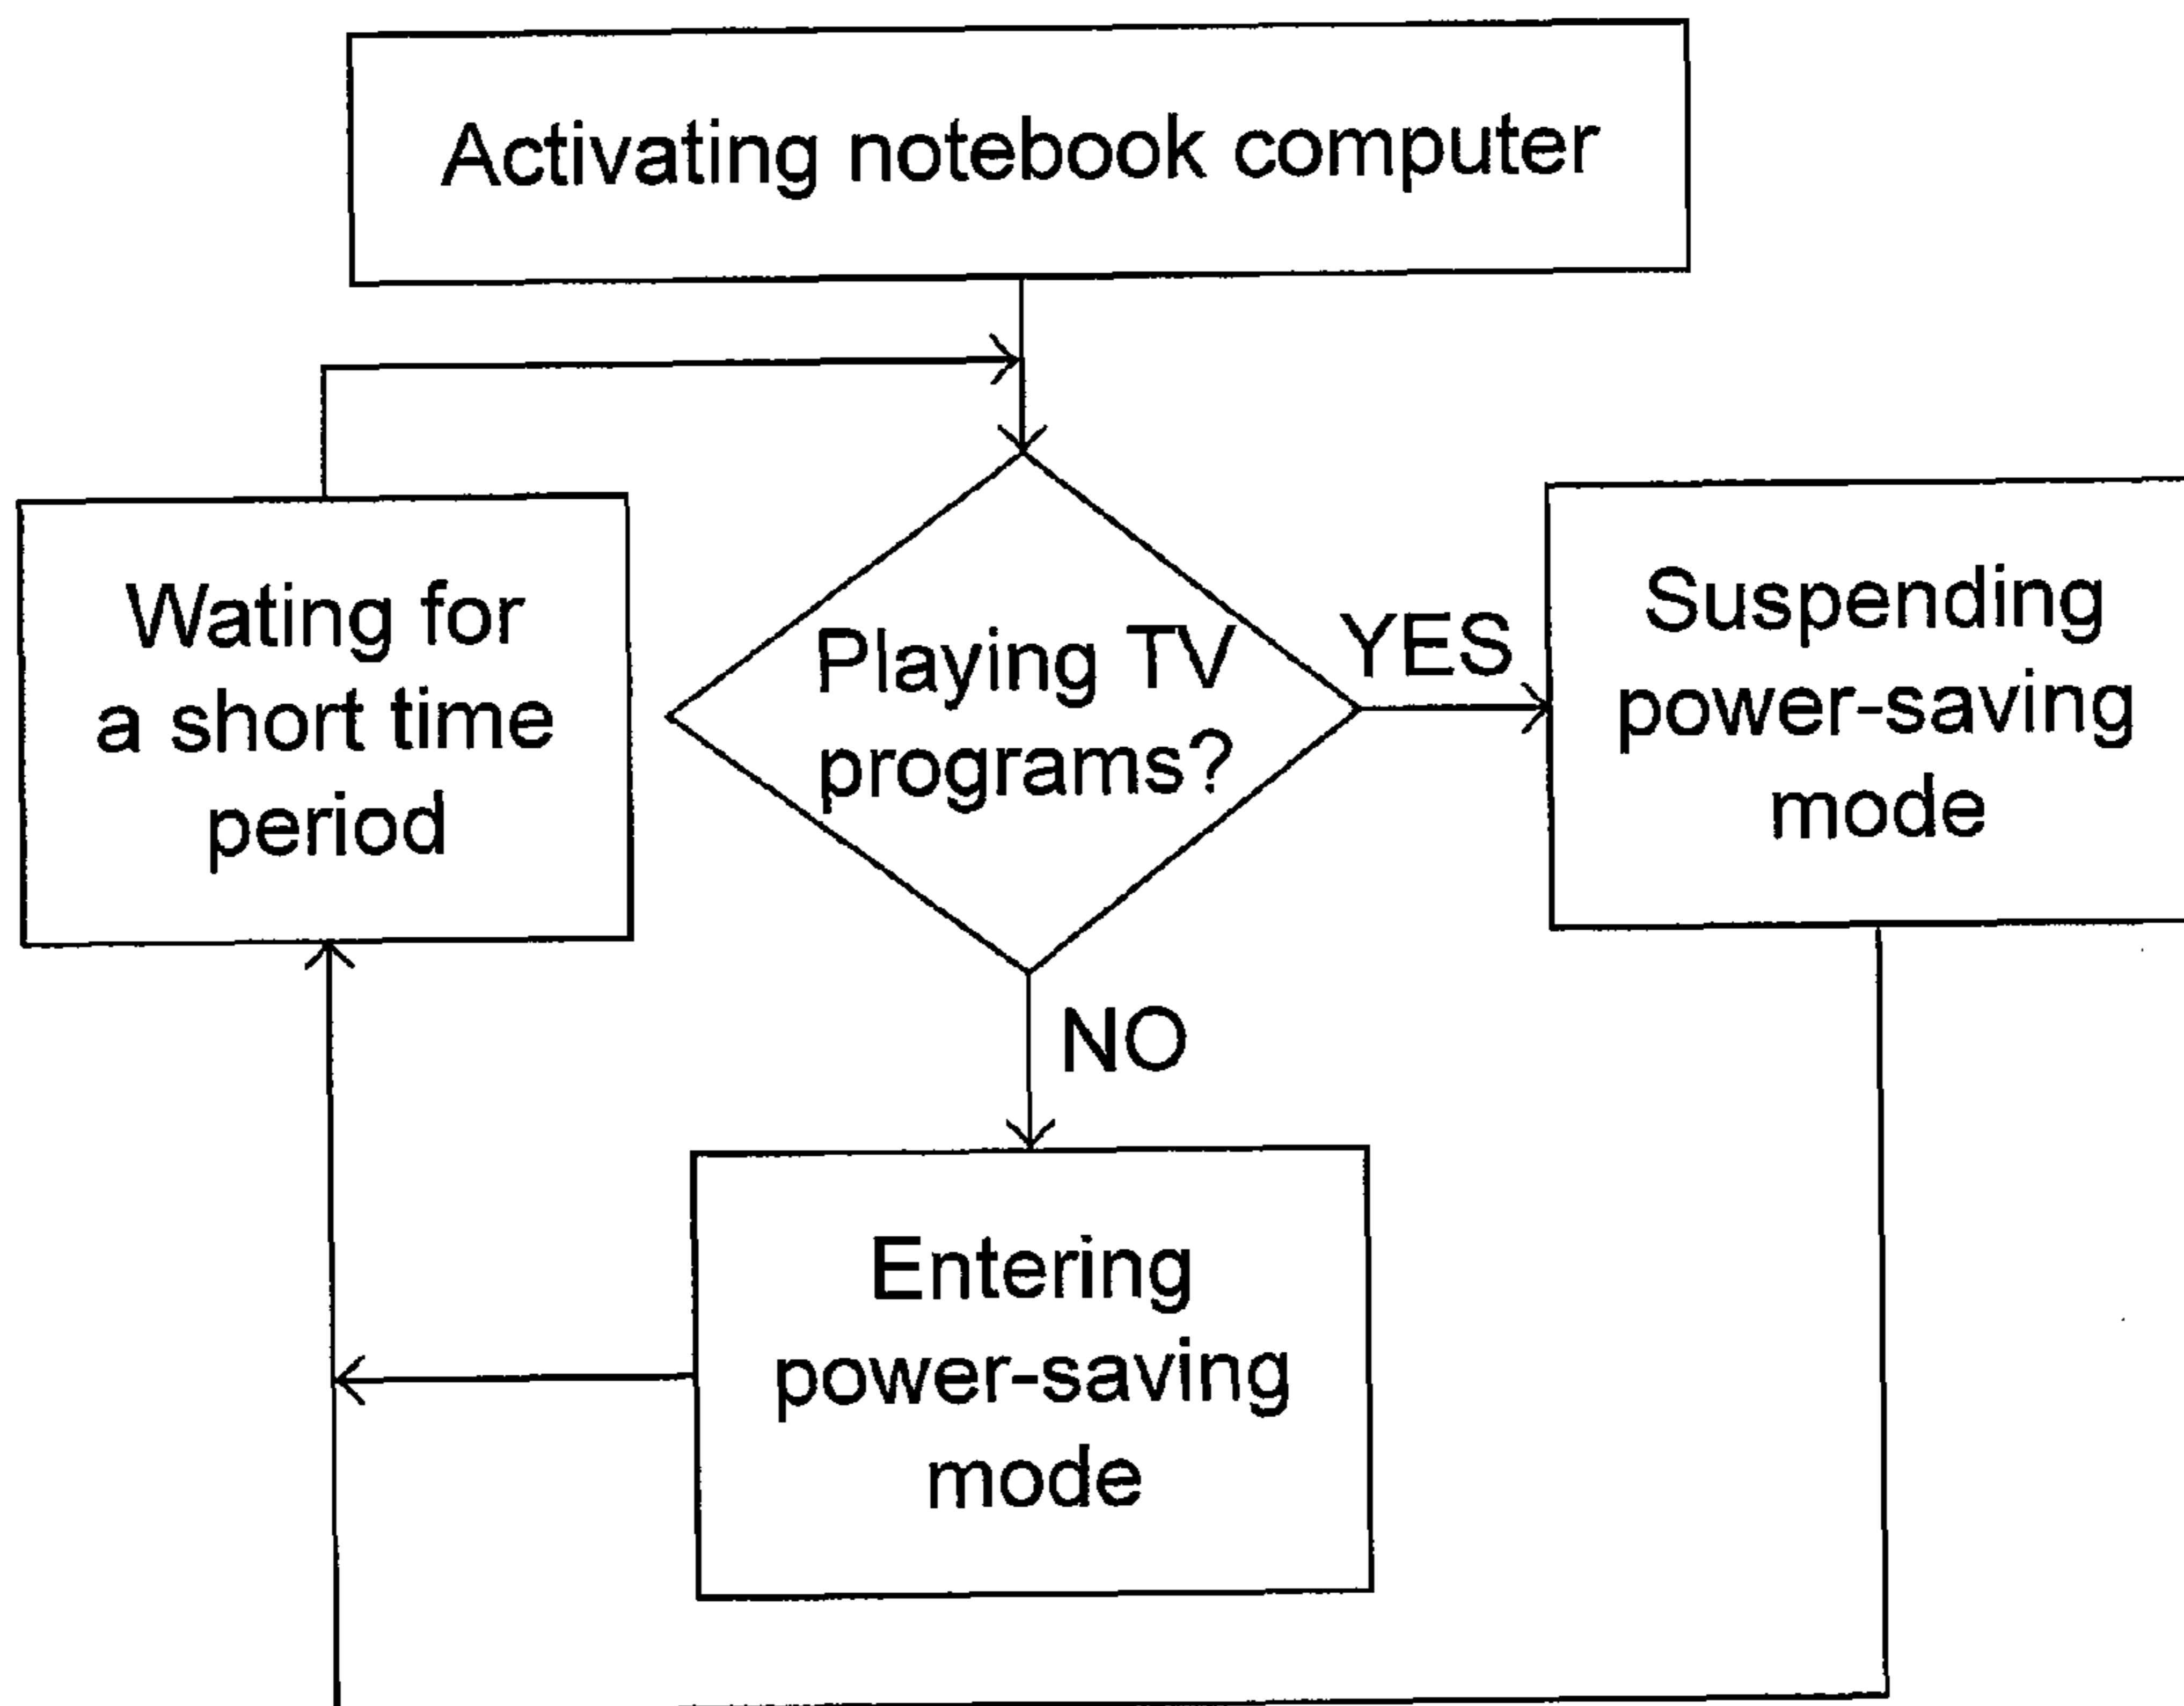 Activating notebook computer
Wating for
a short time
period
Playing TV
programs?
YES
Suspending
power-saving
mode
NO
Entering
power-saving
mode